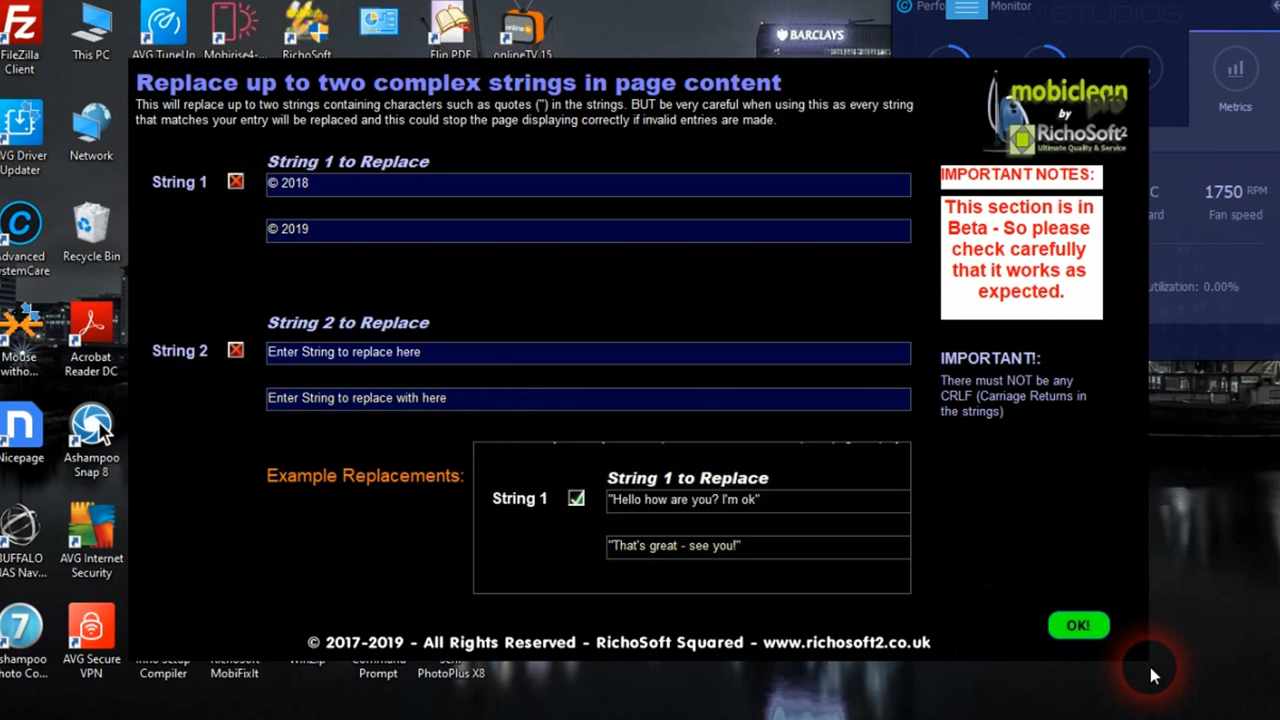 FileZilla
Client
This PC
AVG TuneUp
Mobirise4-...
RichoSoft
Flip PDF
onlineTV 15
BARCLAYS
Monitor
Replace up to two complex strings in page content
This will replace up to two strings containing characters such as quotes (") in the strings. BUT be very careful when using this as every string
that matches your entry will be replaced and this could stop the page displaying correctly if invalid entries are made.
mobiclean
pro
by
RichoSoft²
Ultimate Quality & Service
Metrics
AVG Driver
Updater
Network
String 1 to Replace
String 1
© 2018
© 2019
IMPORTANT NOTES:
This section is in
Beta - So please
check carefully
that it works as
expected.
1750 RPM
Fan speed
utilization: 0.00%
Advanced
SystemCare
Recycle Bin
String 2 to Replace
String 2
Enter String to replace here
Enter String to replace with here
IMPORTANT!:
There must NOT be any
CRLF (Carriage Returns in
the strings)
Mouse
witho...
Acrobat
Reader DC
Nicepage
Ashampoo
Snap 8
Example Replacements:
String 1 to Replace
String 1
"Hello how are you? I'm ok"
"That's great - see you!"
BUFFALO
NAS Nav...
AVG Internet
Security
OK!
© 2017-2019 - All Rights Reserved - RichoSoft Squared - www.richosoft2.co.uk
Ashampoo
Photo Co...
AVG Secure
VPN
Inno Setup
Compiler
RichoSoft
MobiFixIt
WinZip
Command
Prompt
Serif
PhotoPlus X8